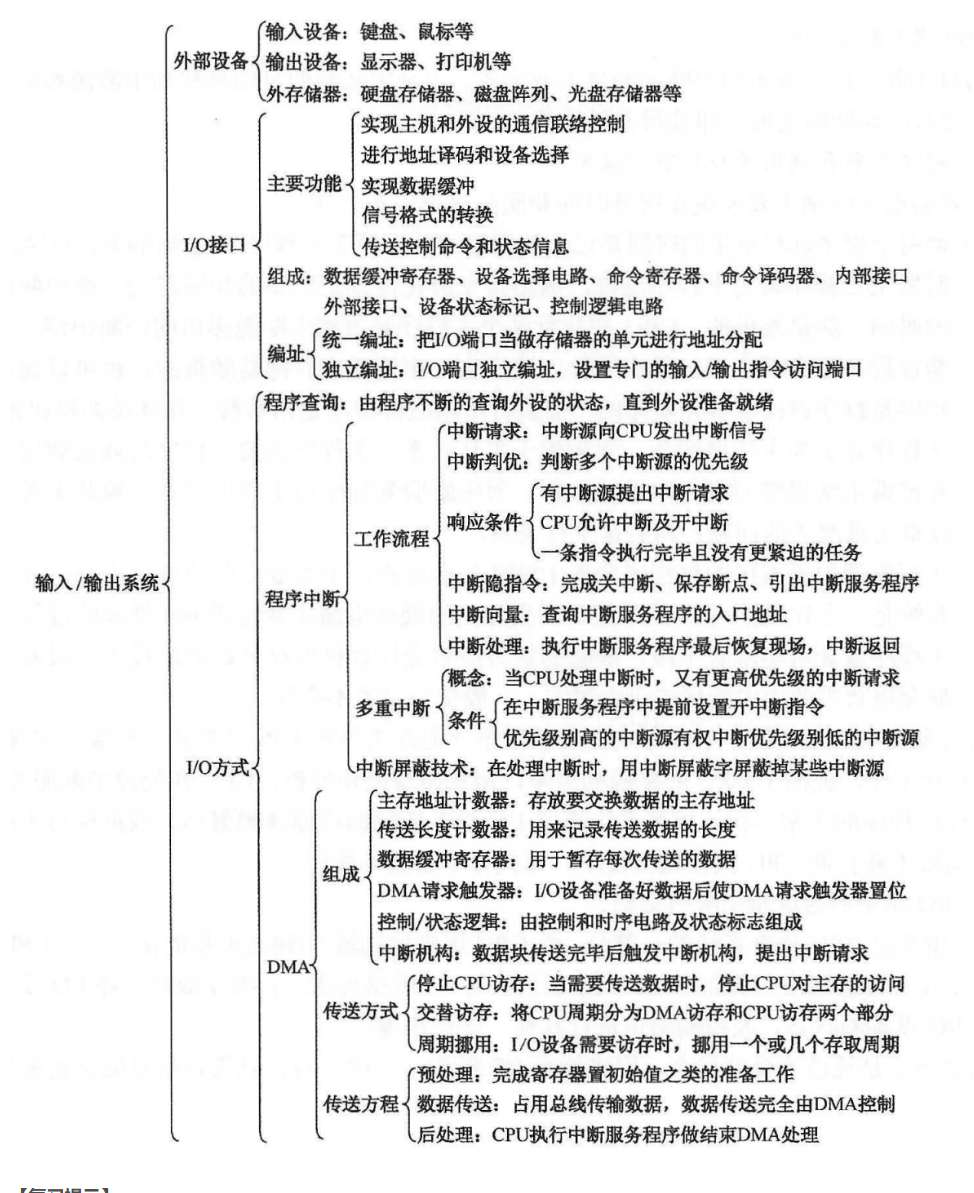 输入/输出系统
外部设备
输入设备：键盘、鼠标等
输出设备：显示器、打印机等
外存储器：硬盘存储器、磁盘阵列、光盘存储器等
I/O接口
主要功能
实现主机和外设的通信联络控制
进行地址译码和设备选择
实现数据缓冲
信号格式的转换
传送控制命令和状态信息
组成：数据缓冲寄存器、设备选择电路、命令寄存器、命令译码器、内部接口
外部接口、设备状态标记、控制逻辑电路
编址
统一编址：把I/O端口当做存储器的单元进行地址分配
独立编址：I/O端口独立编址，设置专门的输入/输出指令访问端口
I/O方式
程序查询：由程序不断的查询外设的状态，直到外设准备就绪
程序中断
工作流程
中断请求：中断源向CPU发出中断信号
中断判优：判断多个中断源的优先级
响应条件
有中断源提出中断请求
CPU允许中断及开中断
一条指令执行完毕且没有更紧迫的任务
中断隐指令：完成关中断、保存断点、引出中断服务程序
中断向量：查询中断服务程序的入口地址
中断处理：执行中断服务程序最后恢复现场，中断返回
多重中断
概念：当CPU处理中断时，又有更高优先级的中断请求
条件
在中断服务程序中提前设置开中断指令
优先级别高的中断源有权中断优先级别低的中断源
中断屏蔽技术：在处理中断时，用中断屏蔽字屏蔽掉某些中断源
DMA
组成
主存地址计数器：存放要交换数据的主存地址
传送长度计数器：用来记录传送数据的长度
数据缓冲寄存器：用于暂存每次传送的数据
DMA请求触发器：I/O设备准备好数据后使DMA请求触发器置位
控制/状态逻辑：由控制和时序电路及状态标志组成
中断机构：数据块传送完毕后触发中断机构，提出中断请求
传送方式
停止CPU访存：当需要传送数据时，停止CPU对主存的访问
交替访存：将CPU周期分为DMA访存和CPU访存两个部分
周期挪用：I/O设备需要访存时，挪用一个或几个存取周期
传送方程
预处理：完成寄存器置初始值之类的准备工作
数据传送：占用总线传输数据，数据传送完全由DMA控制
后处理：CPU执行中断服务程序做结束DMA处理